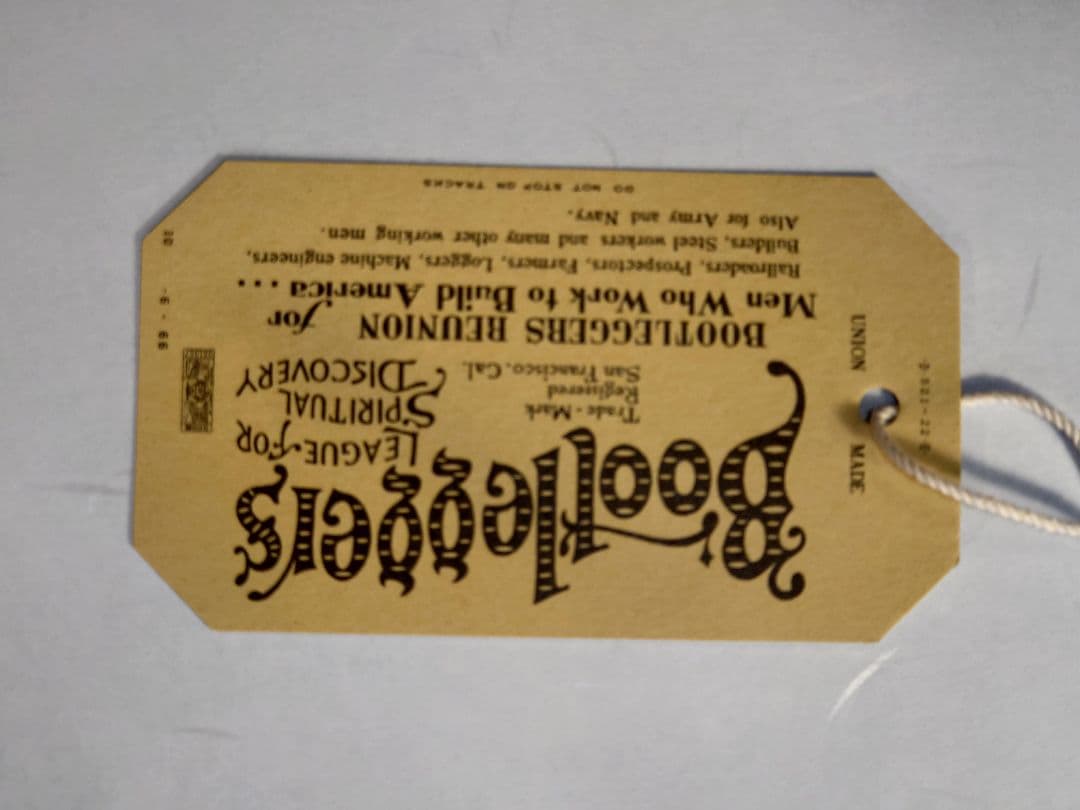 Bootleggers
Trade-Mark
Registered
San Francisco, Cal.
LEAGUE FOR
SPIRITUAL
DISCOVERY
BOOTLEGGERS REUNION for
Men Who Work to Build America...
Railroaders, Prospectors, Farmers, Loggers, Machine engineers,
Builders, Steel workers and many other working men.
Also for Army and Navy.
DO NOT STOP ON TRACKS
UNION MADE